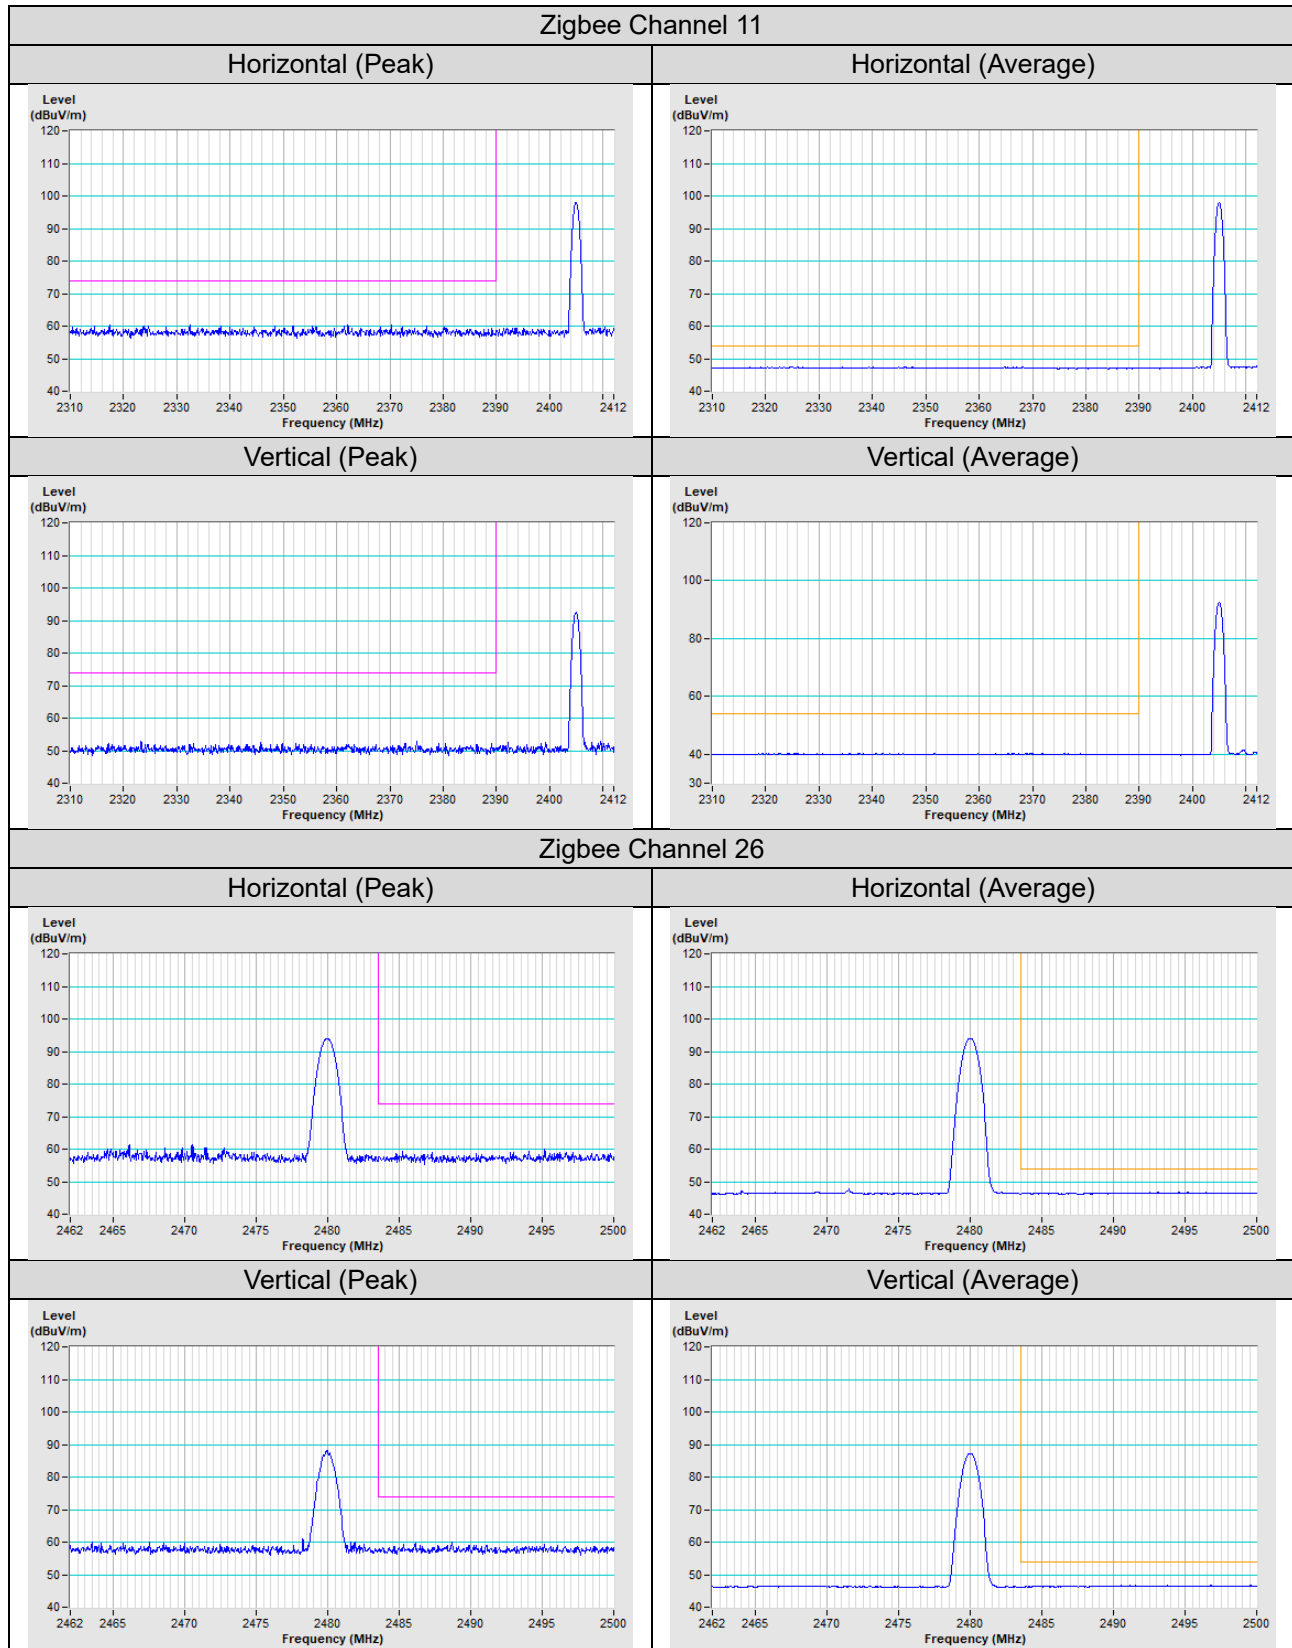 Zigbee Channel 11
Horizontal (Peak) Horizontal (Average)
Level Level
(dBuV/m) (dBuV/m)
120 120
110 110
100 100
90 90
80 80
70 70
60 60
50 50
40 40
2310 2320 2330 2340 2350 2360 2370 2380 2390 2400 2412 2310 2320 2330 2340 2350 2360 2370 2380 2390 2400 2412
Frequency (MHz) Frequency (MHz)
Vertical (Peak) Vertical (Average)
Level Level
(dBuV/m) (dBuV/m)
120 120
110
100 100
90
80 80
70
60 60
50
40 40
30
2310 2320 2330 2340 2350 2360 2370 2380 2390 2400 2412 2310 2320 2330 2340 2350 2360 2370 2380 2390 2400 2412
Frequency (MHz) Frequency (MHz)
Zigbee Channel 26
Horizontal (Peak) Horizontal (Average)
Level Level
(dBuV/m) (dBuV/m)
120 120
110 110
100 100
90 90
80 80
70 70
60 60
50 50
40 40
2462 2465 2470 2475 2480 2485 2490 2495 2500 2462 2465 2470 2475 2480 2485 2490 2495 2500
Frequency (MHz) Frequency (MHz)
Vertical (Peak) Vertical (Average)
Level Level
(dBuV/m) (dBuV/m)
120 120
110 110
100 100
90 90
80 80
70 70
60 60
50 50
40 40
2462 2465 2470 2475 2480 2485 2490 2495 2500 2462 2465 2470 2475 2480 2485 2490 2495 2500
Frequency (MHz) Frequency (MHz)